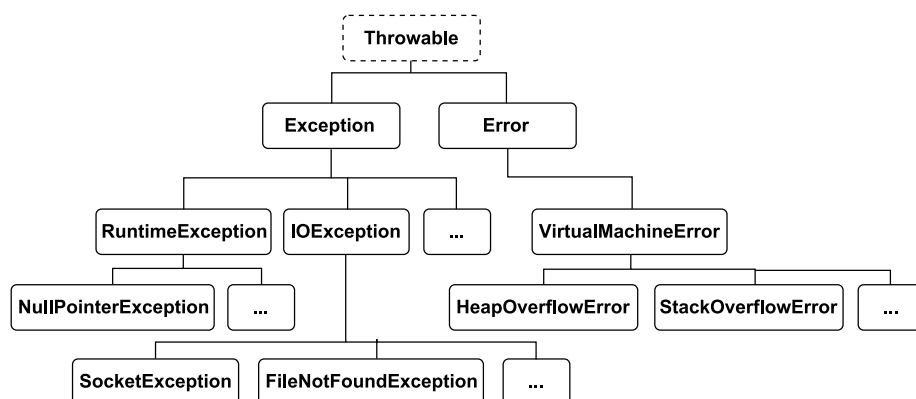 Throwable
Exception
Error
RuntimeException
IOException
...
VirtualMachineError
NullPointerException
...
HeapOverflowError
StackOverflowError
...
SocketException
FileNotFoundException
...